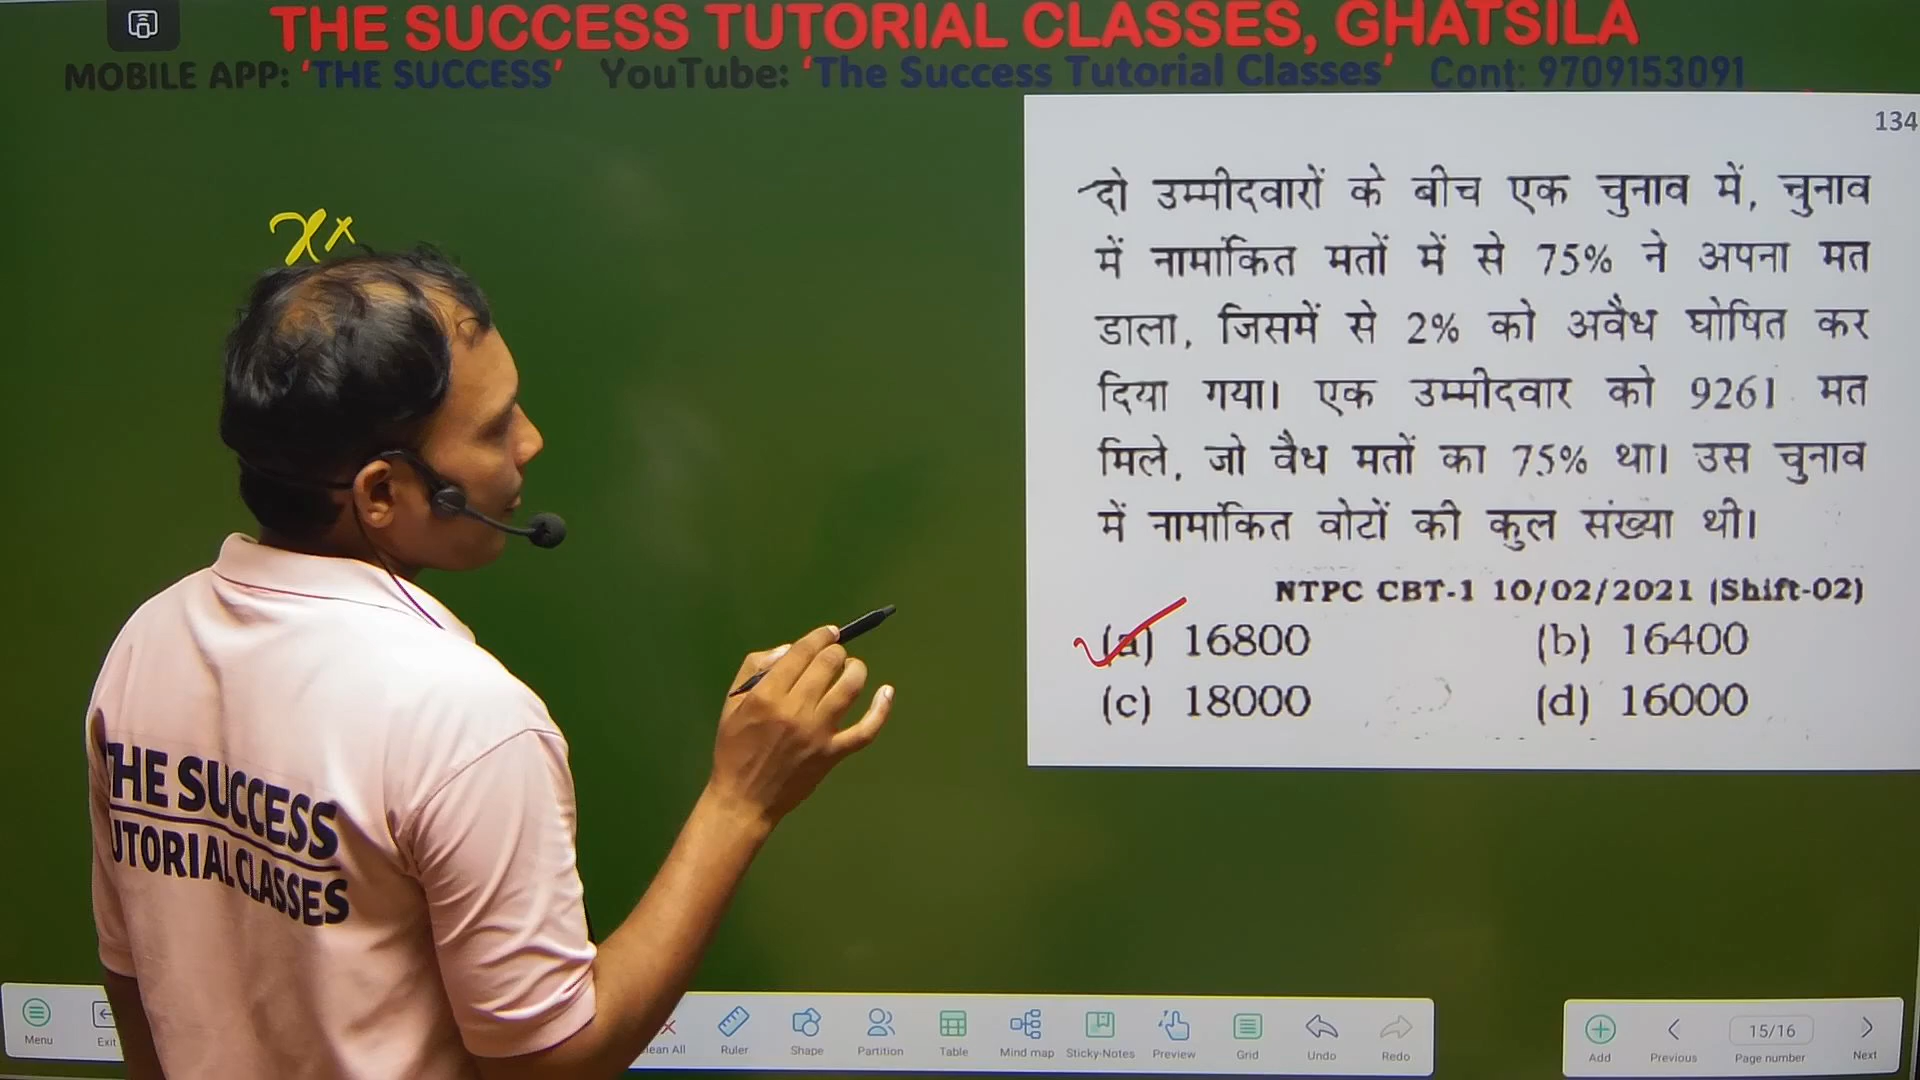 THE SUCCESS TUTORIAL CLASSES, GHATSILA
MOBILE APP: ‘THE SUCCESS’ YouTube: ‘The Success Tutorial Classes’ Cont: 9709153091
134
दो उम्मीदवारों के बीच एक चुनाव में, चुनाव
में नामांकित मतों में से 75% ने अपना मत
डाला, जिसमें से 2% को अवैध घोषित कर
दिया गया। एक उम्मीदवार को 9261 मत
मिले, जो वैध मतों का 75% था। उस चुनाव
में नामांकित वोटों की कुल संख्या थी।
NTPC CBT-1 10/02/2021 (Shift-02)
(a) 16800 (b) 16400
(c) 18000 (d) 16000
x×
THE SUCCESS
TUTORIAL CLASSES
Menu Exit Clean All Ruler Shape Partition Table Mind map Sticky-Notes Preview Grid Undo Redo Add Previous 15/16 Page number Next